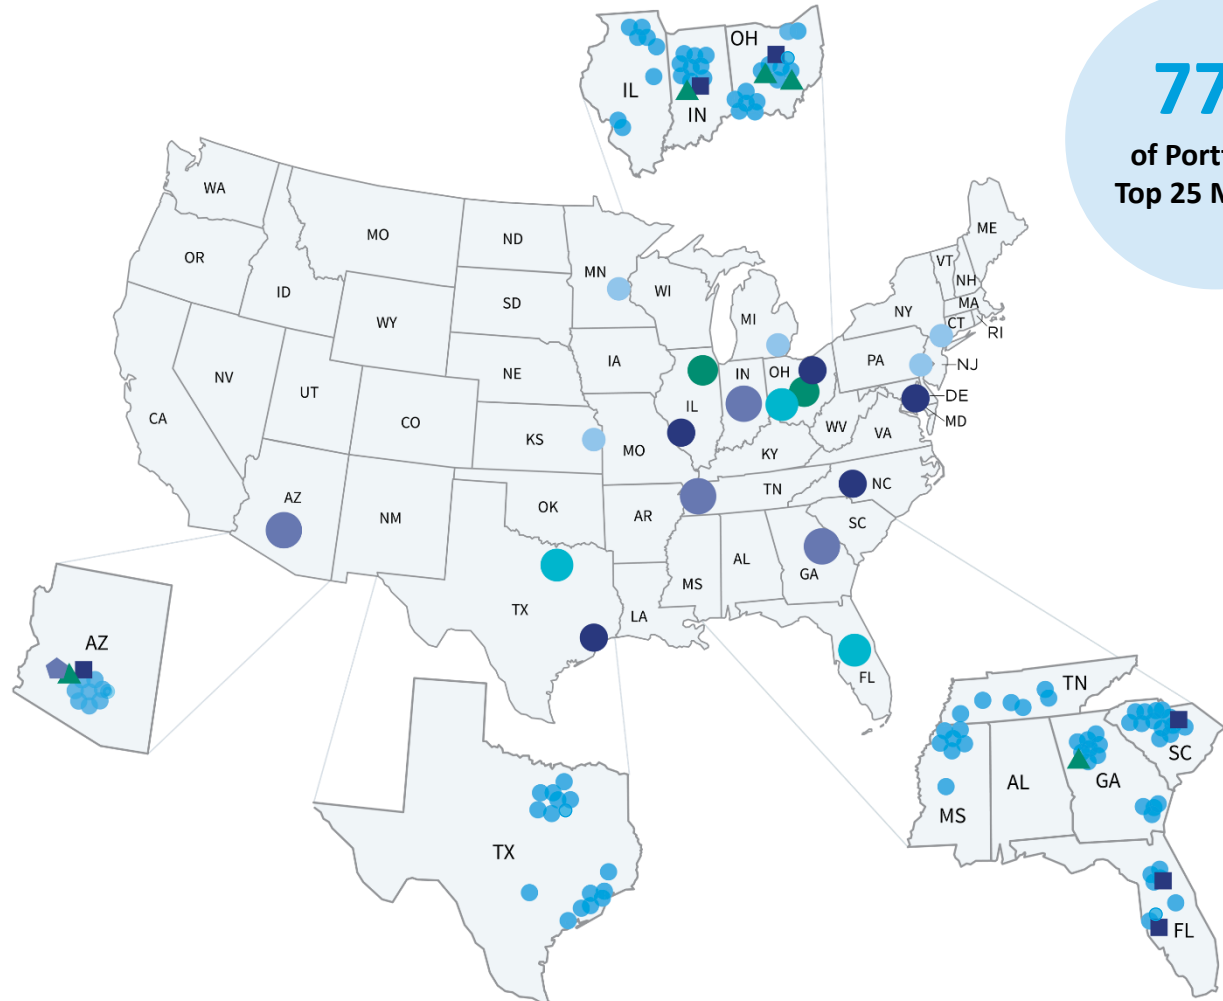 OH
IL
IN
77
of Port
Top 25 M
WA
MO
ND
MN
ME
VT
NH
OR
ID
SD
WI
MI
NY
MA
CT
RI
WY
IA
PA
NJ
NV
UT
NE
IN
OH
DE
CA
CO
KS
MO
IL
WV
VA
MD
KY
AZ
NM
OK
AR
TN
NC
SC
MS
AL
GA
TX
LA
FL
AZ
TX
TN
SC
MS
AL
GA
FL